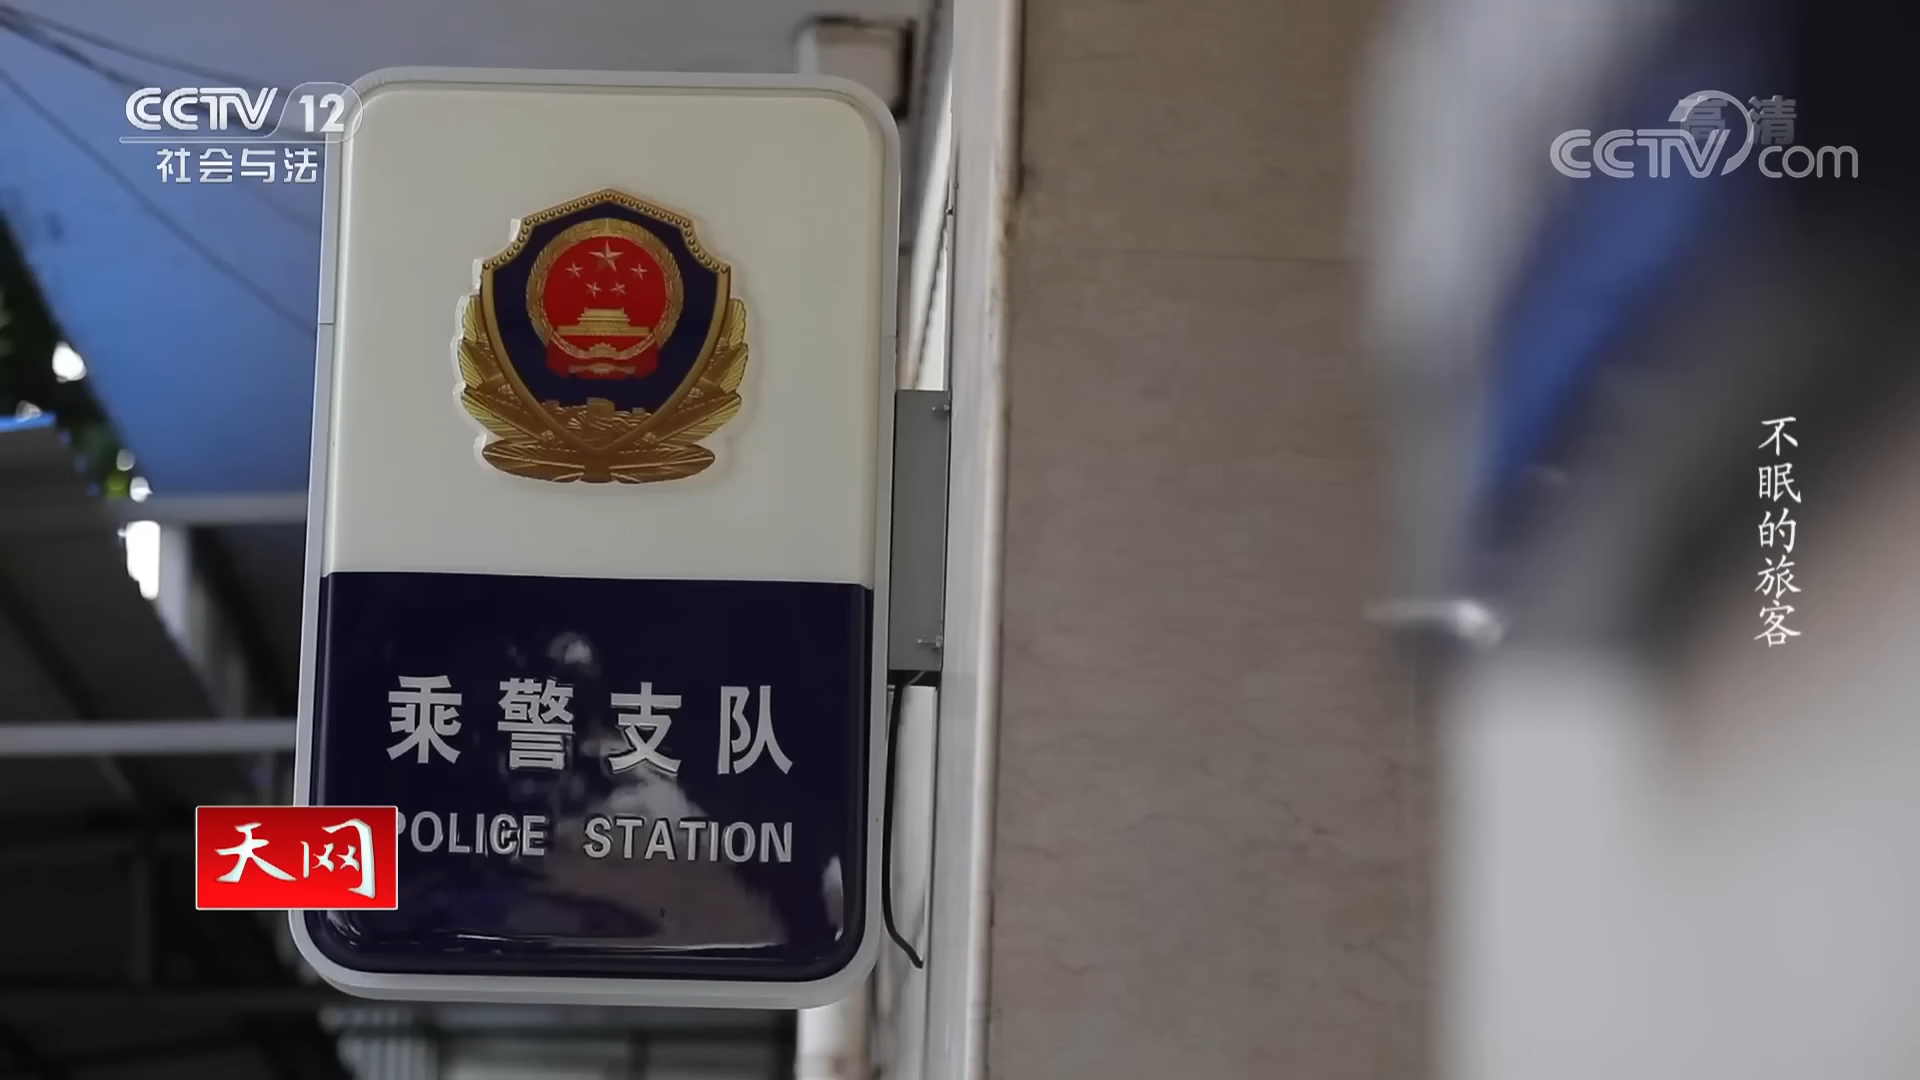 CCTV 12
社会与法
高清
CCTV com
不眠的旅客
乘警支队
POLICE STATION
天网